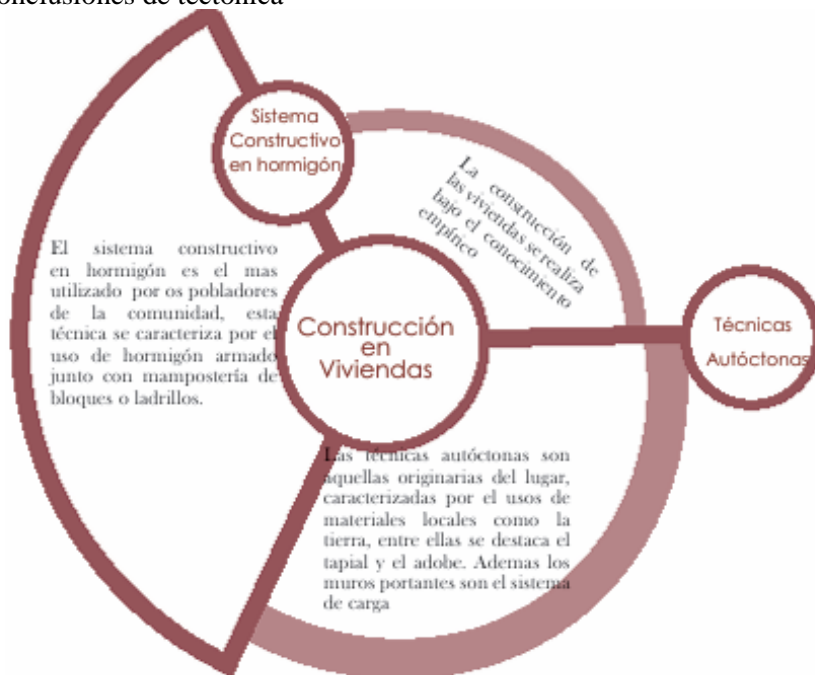 onclusiones de tectónica
Sistema
Constructivo
en hormigón
La construcción de
las viviendas se realiza
bajo el conocimiento
empírico
El sistema constructivo
en hormigón es el mas
utilizado por os pobladores
de la comunidad, esta
técnica se caracteriza por el
uso de hormigón armado
junto con mampostería de
bloques o ladrillos.
Construcción
en
Viviendas
Técnicas
Autóctonas
Las técnicas autóctonas son
aquellas originarias del lugar,
caracterizadas por el usos de
materiales locales como la
tierra, entre ellas se destaca el
tapial y el adobe. Ademas los
muros portantes son el sistema
de carga